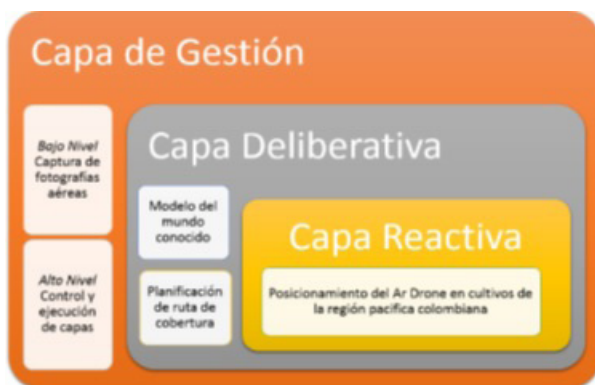 Capa de Gestión
Bajo Nivel
Captura de
fotografías
aéreas
Alto Nivel
Control y
ejecución
de capas
Capa Deliberativa
Modelo del
mundo
conocido
Planificación
de ruta de
cobertura
Capa Reactiva
Posicionamiento del Ar Drone en cultivos de
la región pacífica colombiana